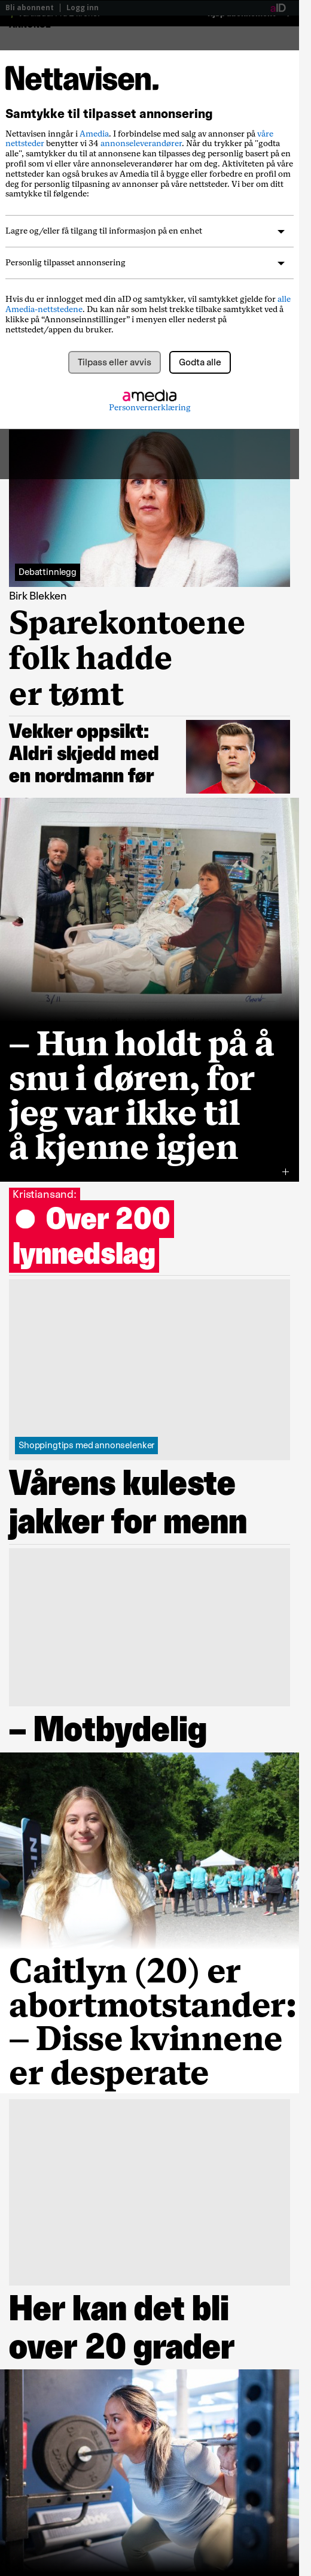 Bli abonnent | Logg inn
aID
Nettavisen.
Samtykke til tilpasset annonsering
Nettavisen inngår i Amedia. I forbindelse med salg av annonser på våre
nettsteder benytter vi 34 annonseleverandører. Når du trykker på "godta
alle", samtykker du til at annonsene kan tilpasses deg personlig basert på en
profil som vi eller våre annonseleverandører har om deg. Aktiviteten på våre
nettsteder kan også brukes av Amedia til å bygge eller forbedre en profil om
deg for personlig tilpasning av annonser på våre nettsteder. Vi ber om ditt
samtykke til følgende:
Lagre og/eller få tilgang til informasjon på en enhet
Personlig tilpasset annonsering
Hvis du er innlogget med din aID og samtykker, vil samtykket gjelde for alle
Amedia-nettstedene. Du kan når som helst trekke tilbake samtykket ved å
klikke på “Annonseinnstillinger” i menyen eller nederst på
nettstedet/appen du bruker.
Tilpass eller avvis
Godta alle
amedia
Personvernerklæring
Debattinnlegg
Birk Blekken
Sparekontoene
folk hadde
er tømt
Vekker oppsikt:
Aldri skjedd med
en nordmann før
3/11
– Hun holdt på å
snu i døren, for
jeg var ikke til
å kjenne igjen
Kristiansand:
Over 200
lynnedslag
Shoppingtips med annonselenker
Vårens kuleste
jakker for menn
– Motbydelig
Caitlyn (20) er
abortmotstander:
– Disse kvinnene
er desperate
Her kan det bli
over 20 grader